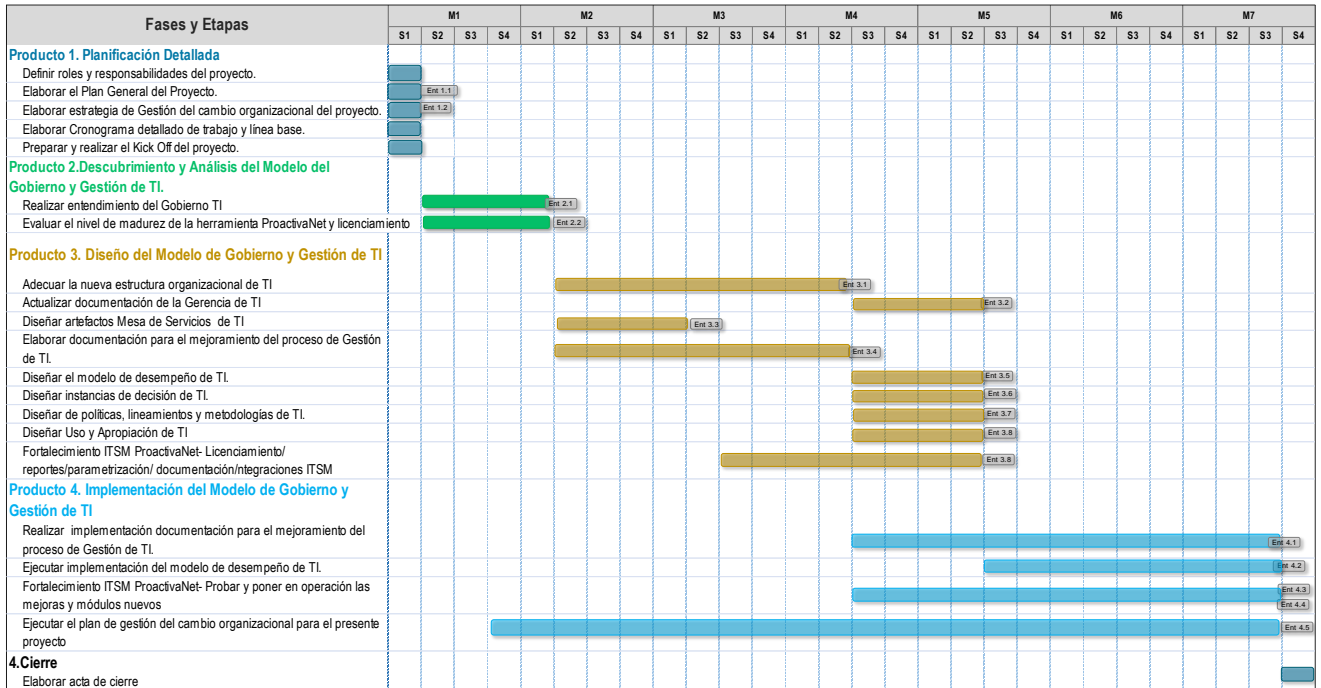 Fases y Etapas
M1 M2 M3 M4 M5 M6 M7
S1 S2 S3 S4 S1 S2 S3 S4 S1 S2 S3 S4 S1 S2 S3 S4 S1 S2 S3 S4 S1 S2 S3 S4 S1 S2 S3 S4
Producto 1. Planificación Detallada
Definir roles y responsabilidades del proyecto.
Elaborar el Plan General del Proyecto. Ent 1.1
Elaborar estrategia de Gestión del cambio organizacional del proyecto. Ent 1.2
Elaborar Cronograma detallado de trabajo y línea base.
Preparar y realizar el Kick Off del proyecto.
Producto 2.Descubrimiento y Análisis del Modelo del
Gobierno y Gestión de TI.
Realizar entendimiento del Gobierno TI Ent 2.1
Evaluar el nivel de madurez de la herramienta ProactivaNet y licenciamiento Ent 2.2
Producto 3. Diseño del Modelo de Gobierno y Gestión de TI
Adecuar la nueva estructura organizacional de TI Ent 3.1
Actualizar documentación de la Gerencia de TI Ent 3.2
Diseñar artefactos Mesa de Servicios de TI Ent 3.3
Elaborar documentación para el mejoramiento del proceso de Gestión
de TI. Ent 3.4
Diseñar el modelo de desempeño de TI. Ent 3.5
Diseñar instancias de decisión de TI. Ent 3.6
Diseñar de políticas, lineamientos y metodologías de TI. Ent 3.7
Diseñar Uso y Apropiación de TI Ent 3.8
Fortalecimiento ITSM ProactivaNet- Licenciamiento/
reportes/parametrización/ documentación/ntegraciones ITSM Ent 3.8
Producto 4. Implementación del Modelo de Gobierno y
Gestión de TI
Realizar implementación documentación para el mejoramiento del
proceso de Gestión de TI. Ent 4.1
Ejecutar implementación del modelo de desempeño de TI. Ent 4.2
Fortalecimiento ITSM ProactivaNet- Probar y poner en operación las Ent 4.3
mejoras y módulos nuevos Ent 4.4
Ejecutar el plan de gestión del cambio organizacional para el presente Ent 4.5
proyecto
4.Cierre
Elaborar acta de cierre